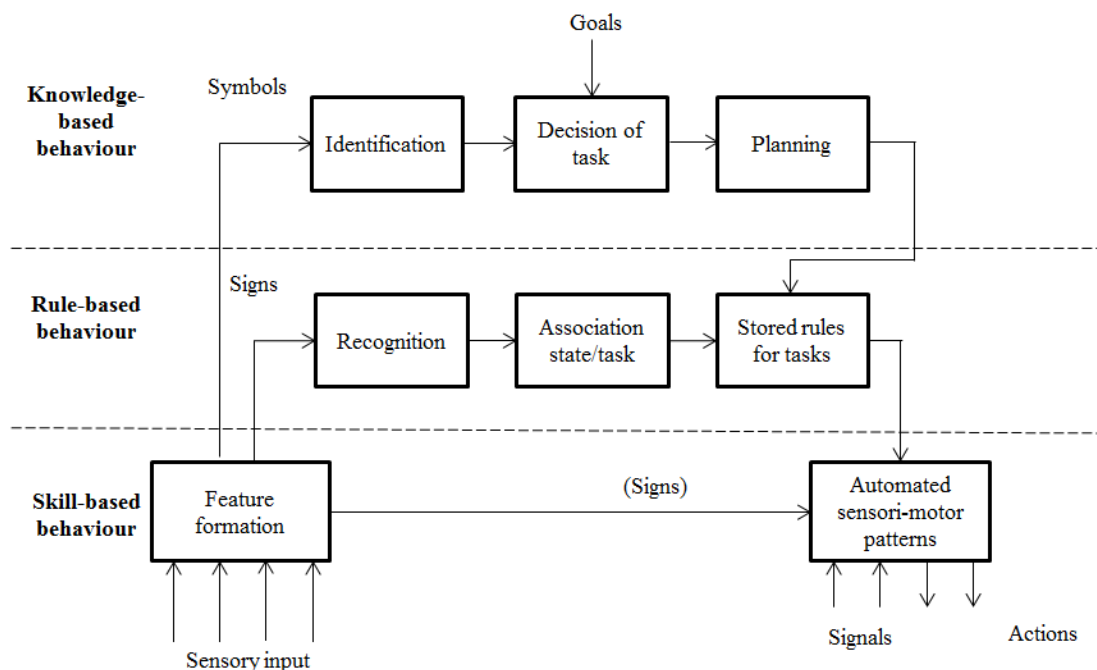 Goals
Symbols
Knowledge-
based
behaviour
Identification
Decision of
task
Planning
Signs
Rule-based
behaviour
Recognition
Association
state/task
Stored rules
for tasks
Skill-based
behaviour
Feature
formation
(Signs)
Automated
sensori-motor
patterns
Sensory input
Signals
Actions